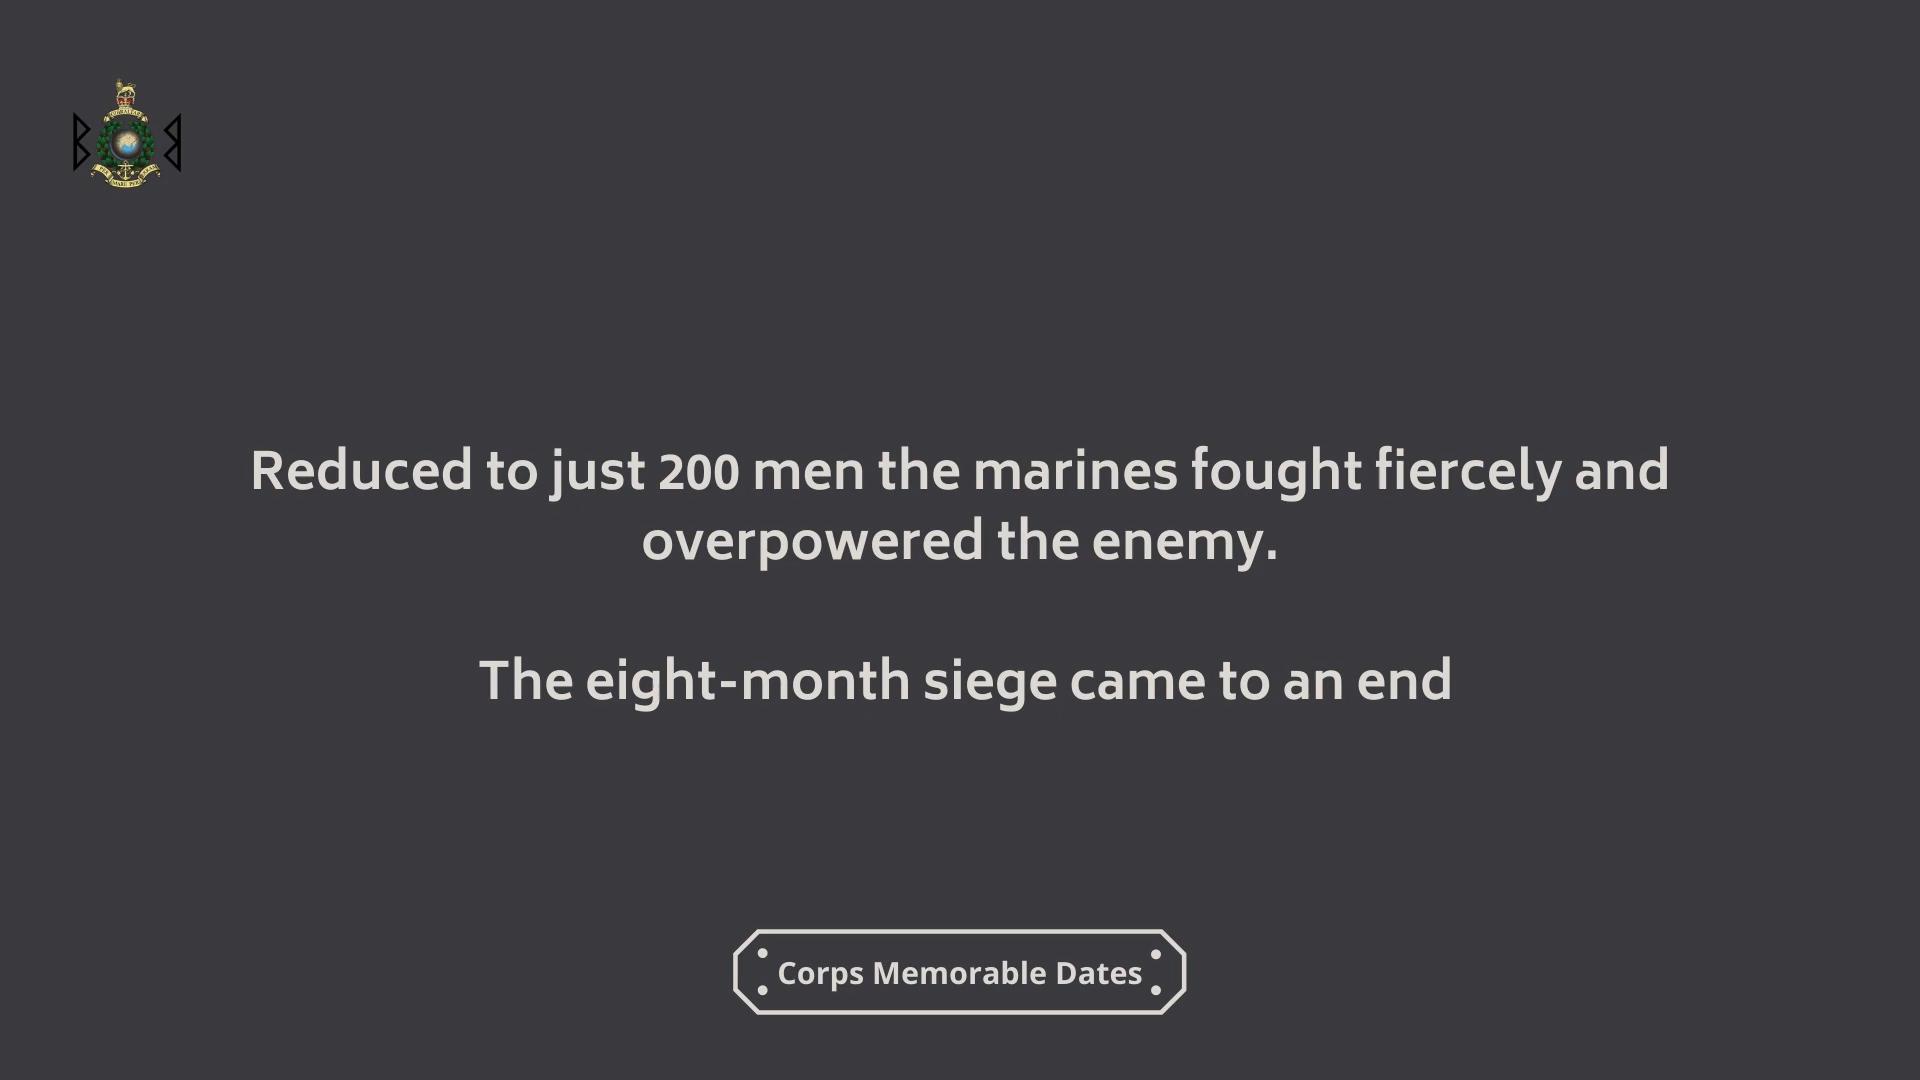 Reduced to just 200 men the marines fought fiercely and
overpowered the enemy.
The eight-month siege came to an end
Corps Memorable Dates